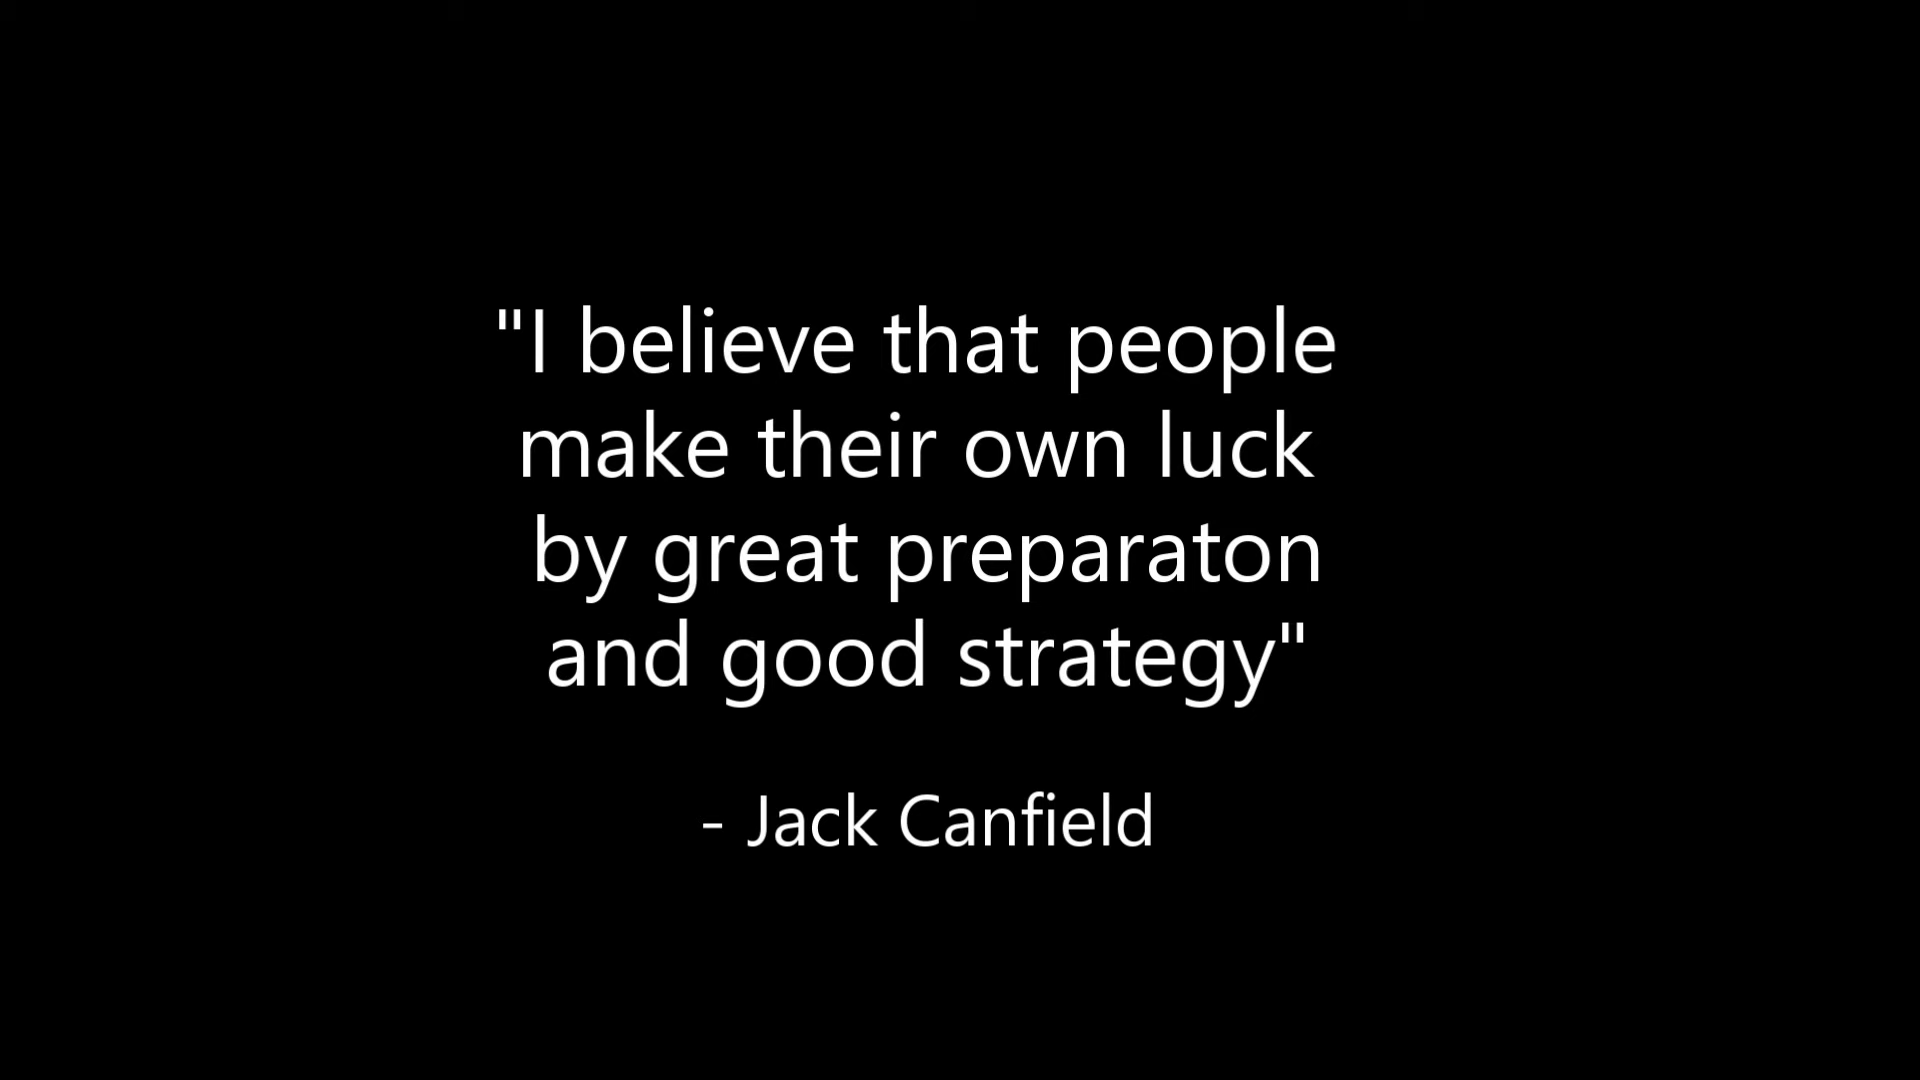 "I believe that people
make their own luck
by great preparaton
and good strategy"
- Jack Canfield